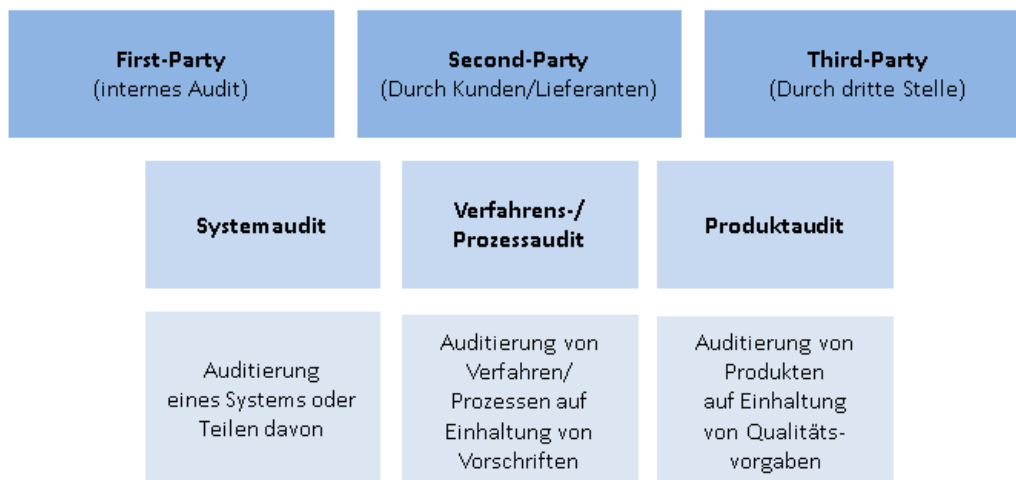 First-Party
(internes Audit)
Second-Party
(Durch Kunden/Lieferanten)
Third-Party
(Durch dritte Stelle)
Systemaudit
Verfahrens-/
Prozessaudit
Produktaudit
Auditierung
eines Systems oder
Teilen davon
Auditierung von
Verfahren/
Prozessen auf
Einhaltung von
Vorschriften
Auditierung von
Produkten
auf Einhaltung
von Qualitäts-
vorgaben